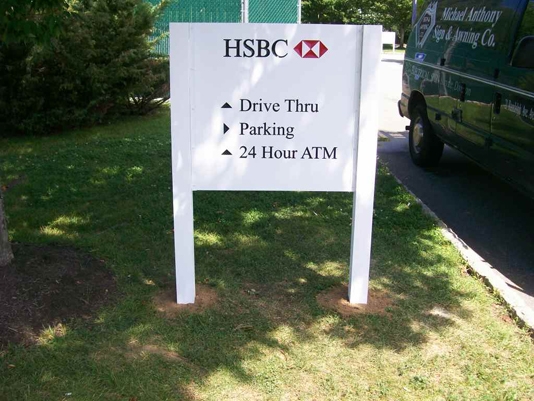 HSBC
▲ Drive Thru
▶ Parking
▲ 24 Hour ATM
Michael Anthony
Sign & Awning Co.